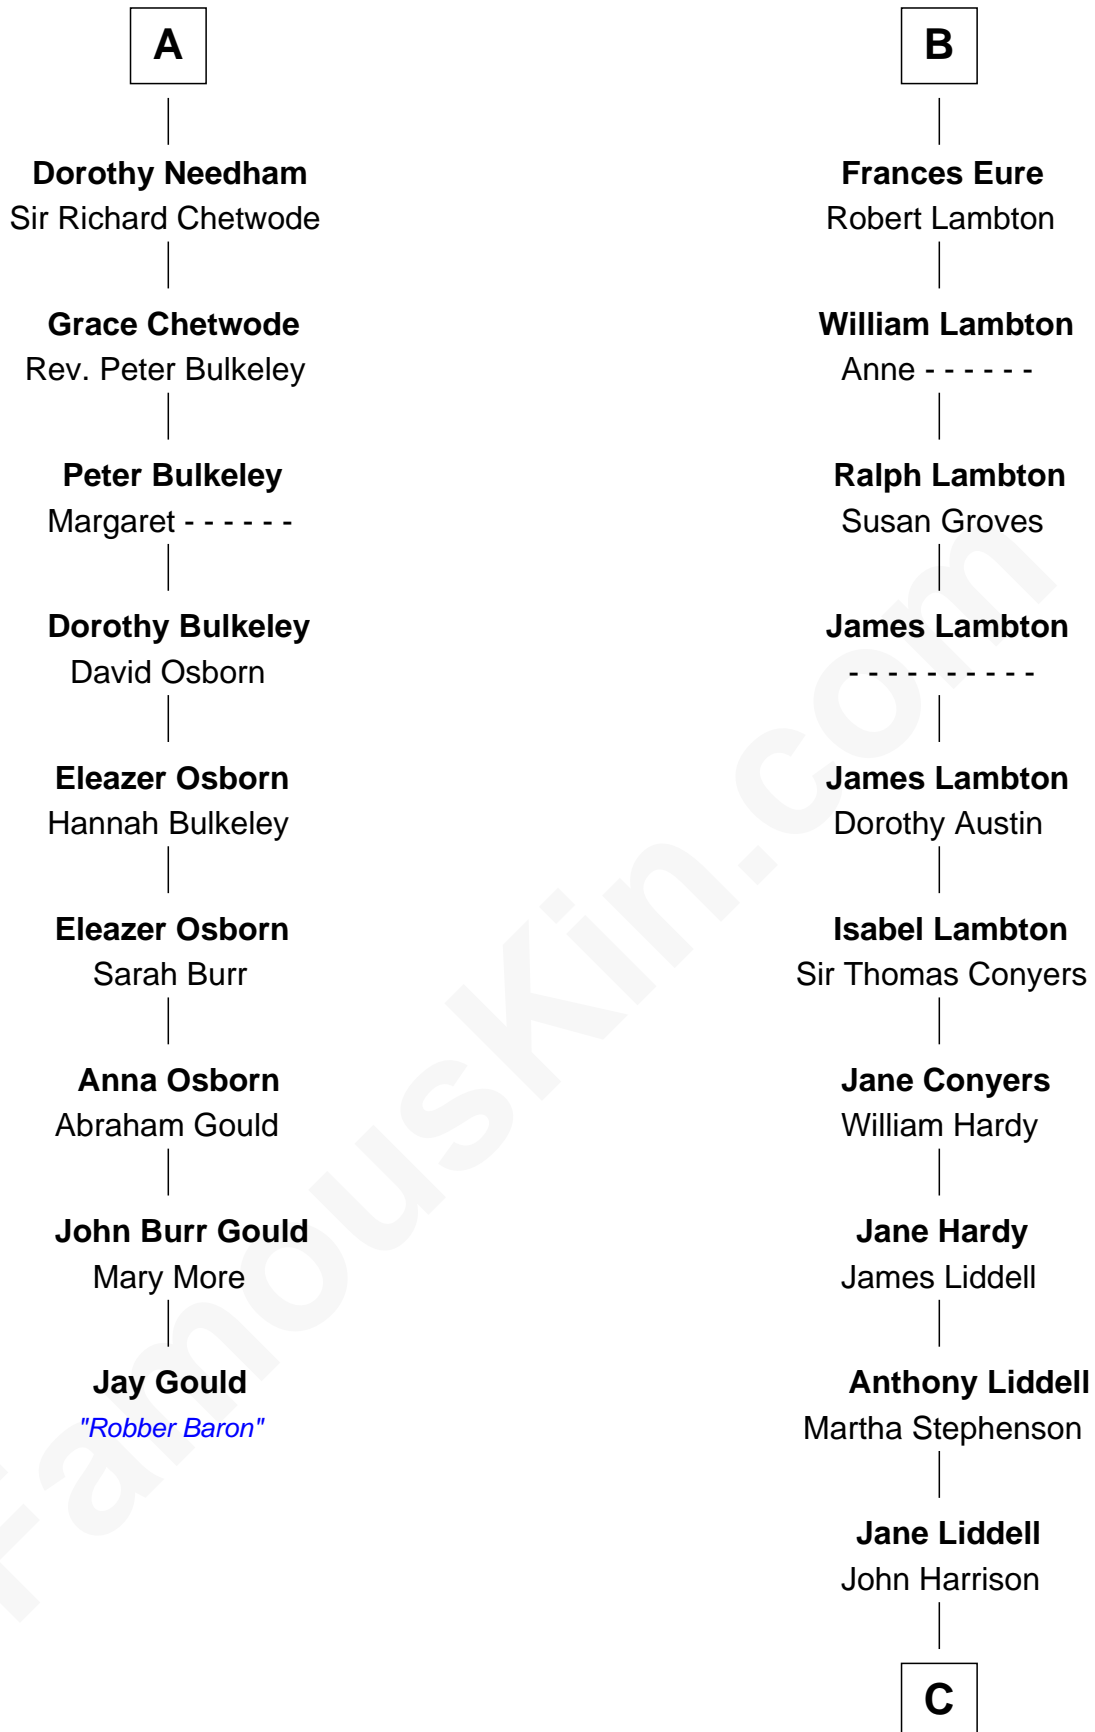 A
Dorothy Needham
Sir Richard Chetwode
Grace Chetwode
Rev. Peter Bulkeley
Peter Bulkeley
Margaret - - - - - -
Dorothy Bulkeley
David Osborn
Eleazer Osborn
Hannah Bulkeley
Eleazer Osborn
Sarah Burr
Anna Osborn
Abraham Gould
John Burr Gould
Mary More
Jay Gould
"Robber Baron"
B
Frances Eure
Robert Lambton
William Lambton
Anne - - - - - -
Ralph Lambton
Susan Groves
James Lambton
- - - - - - - - - -
James Lambton
Dorothy Austin
Isabel Lambton
Sir Thomas Conyers
Jane Conyers
William Hardy
Jane Hardy
James Liddell
Anthony Liddell
Martha Stephenson
Jane Liddell
John Harrison
C
FamousKin.com